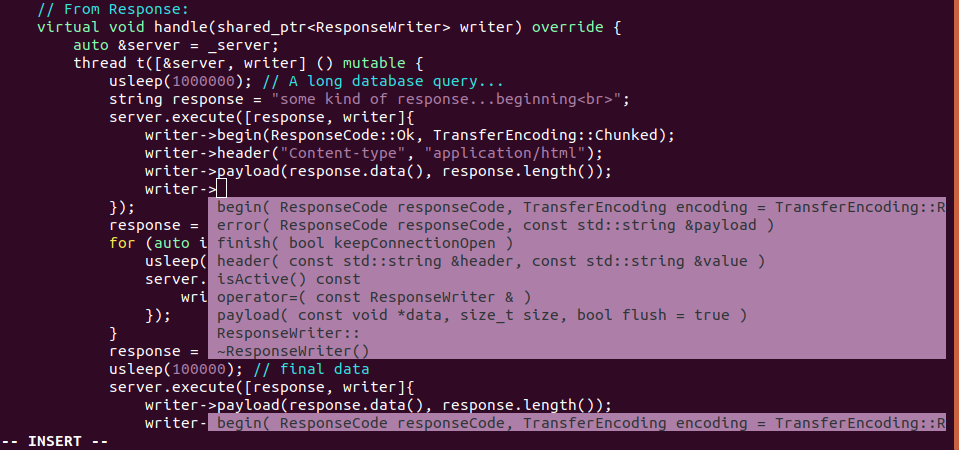 // From Response:
virtual void handle(shared_ptr<ResponseWriter> writer) override {
auto &server = _server;
thread t([&server, writer] () mutable {
usleep(1000000); // A long database query...
string response = "some kind of response...beginning<br>";
server.execute([response, writer]{
writer->begin(ResponseCode::Ok, TransferEncoding::Chunked);
writer->header("Content-type", "application/html");
writer->payload(response.data(), response.length());
writer->
}); begin( ResponseCode responseCode, TransferEncoding encoding = TransferEncoding::R
response = error( ResponseCode responseCode, const std::string &payload )
for (auto i finish( bool keepConnectionOpen )
usleep( header( const std::string &header, const std::string &value )
server. isActive() const
wri operator=( const ResponseWriter & )
}); payload( const void *data, size_t size, bool flush = true )
} ResponseWriter::
response = ~ResponseWriter()
usleep(100000); // final data
server.execute([response, writer]{
writer->payload(response.data(), response.length());
writer- begin( ResponseCode responseCode, TransferEncoding encoding = TransferEncoding::R
-- INSERT --